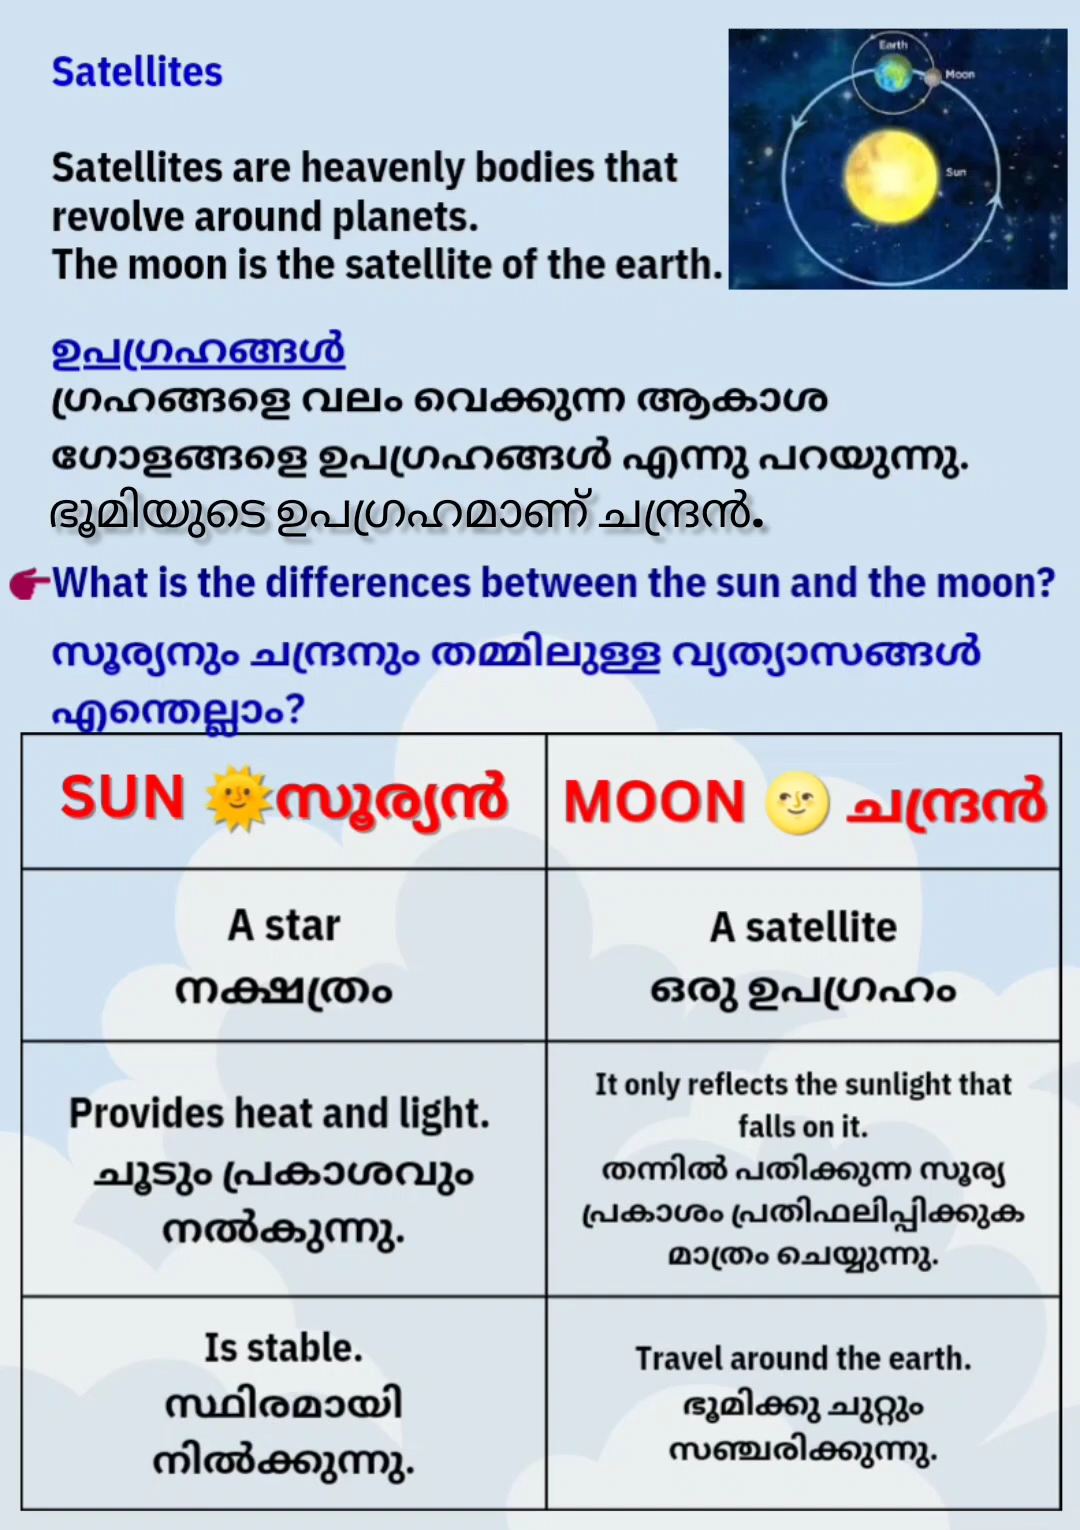 Satellites
Earth
Moon
Sun
Satellites are heavenly bodies that
revolve around planets.
The moon is the satellite of the earth.
ഉപഗ്രഹങ്ങൾ
ഗ്രഹങ്ങളെ വലം വെക്കുന്ന ആകാശ
ഗോളങ്ങളെ ഉപഗ്രഹങ്ങൾ എന്നു പറയുന്നു.
ഭൂമിയുടെ ഉപഗ്രഹമാണ് ചന്ദ്രൻ.
What is the differences between the sun and the moon?
സൂര്യനും ചന്ദ്രനും തമ്മിലുള്ള വ്യത്യാസങ്ങൾ
എന്തെല്ലാം?
SUN 🌞സൂര്യൻ
MOON 🌝 ചന്ദ്രൻ
A star
നക്ഷത്രം
A satellite
ഒരു ഉപഗ്രഹം
Provides heat and light.
ചൂടും പ്രകാശവും
നൽകുന്നു.
It only reflects the sunlight that
falls on it.
തന്നിൽ പതിക്കുന്ന സൂര്യ
പ്രകാശം പ്രതിഫലിപ്പിക്കുക
മാത്രം ചെയ്യുന്നു.
Is stable.
സ്ഥിരമായി
നിൽക്കുന്നു.
Travel around the earth.
ഭൂമിക്കു ചുറ്റും
സഞ്ചരിക്കുന്നു.